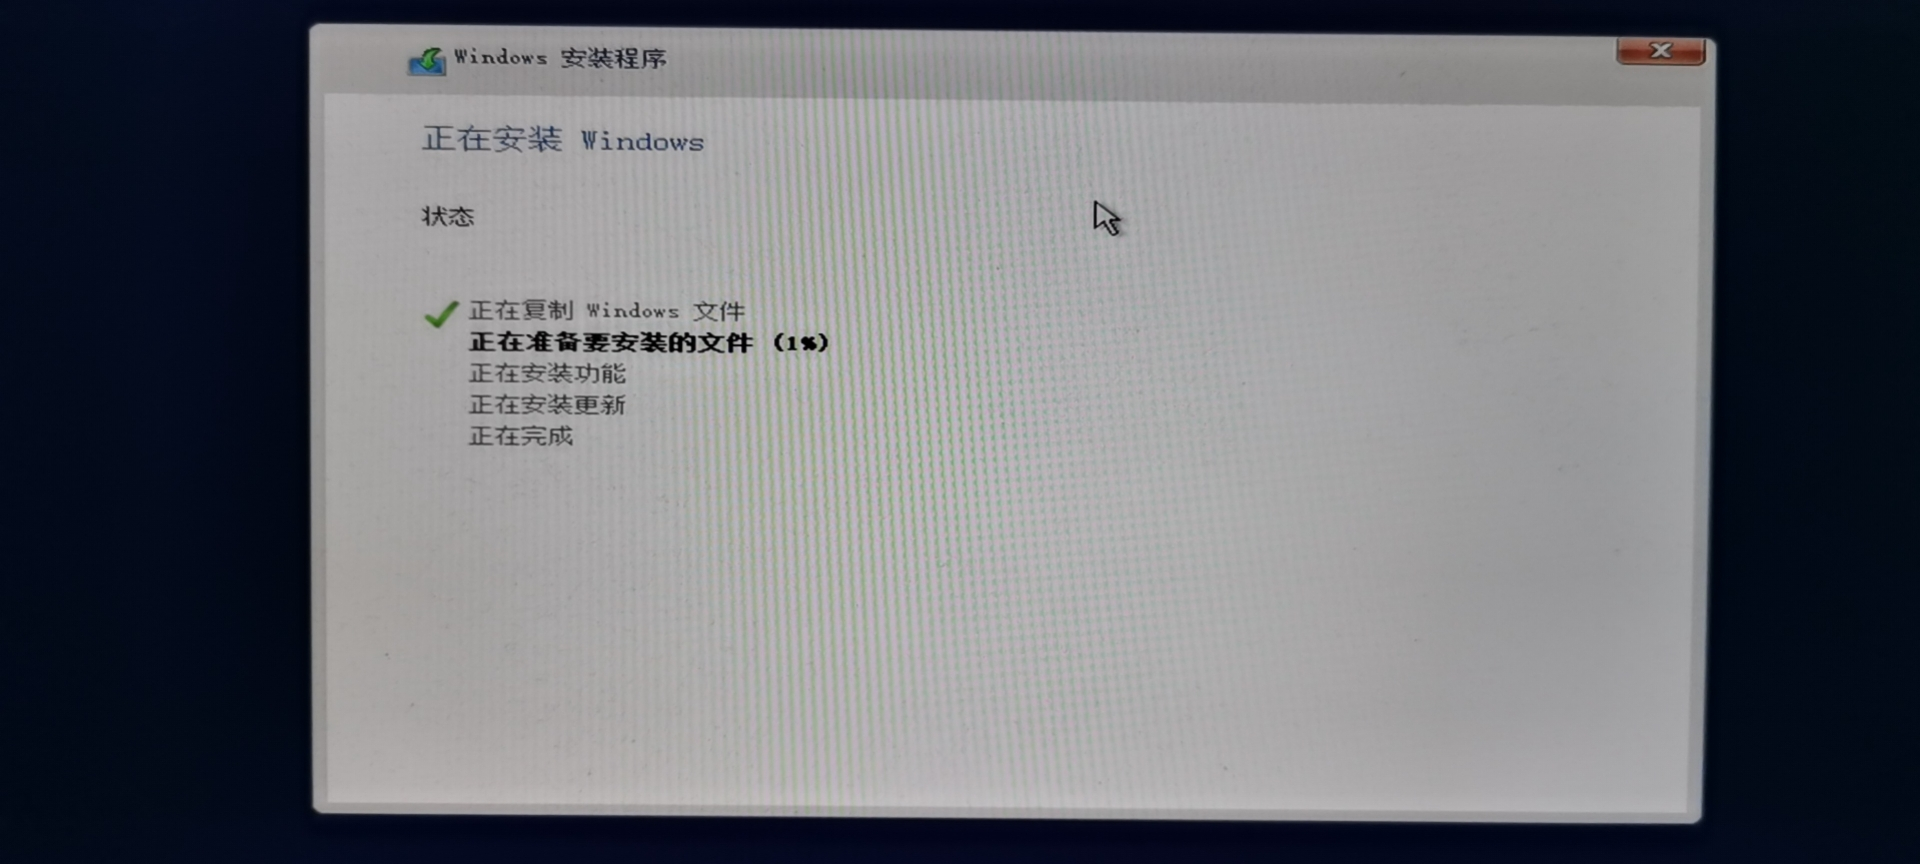 Windows 安装程序
正在安装 Windows
状态
正在复制 Windows 文件
正在准备要安装的文件 (1%)
正在安装功能
正在安装更新
正在完成